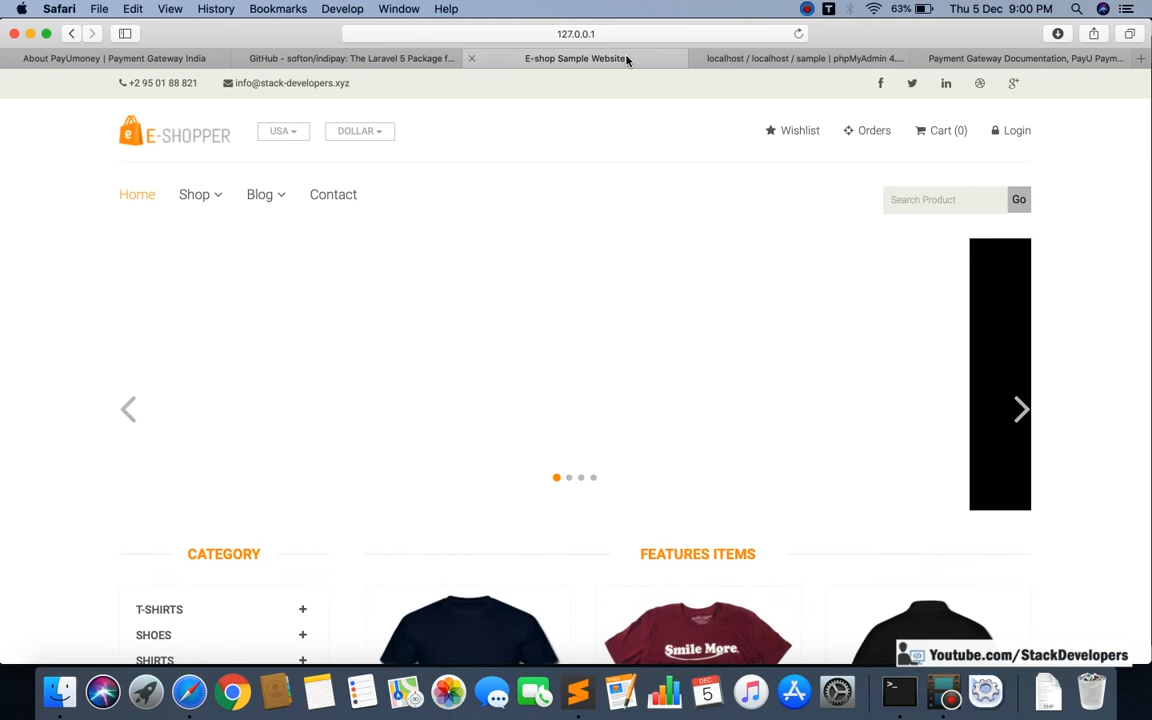 Safari File Edit View History Bookmarks Develop Window Help T 63% Thu 5 Dec 9:00 PM
127.0.0.1
About PayUmoney | Payment Gateway India GitHub - softon/indipay: The Laravel 5 Package f... E-shop Sample Website localhost / localhost / sample | phpMyAdmin 4.... Payment Gateway Documentation, PayU Paym...
+2 95 01 88 821 info@stack-developers.xyz
E-SHOPPER USA DOLLAR Wishlist Orders Cart (0) Login
Home Shop Blog Contact Search Product Go
CATEGORY FEATURES ITEMS
T-SHIRTS
SHOES
SHIRTS
Smile More.
Youtube.com/StackDevelopers
DEC
5